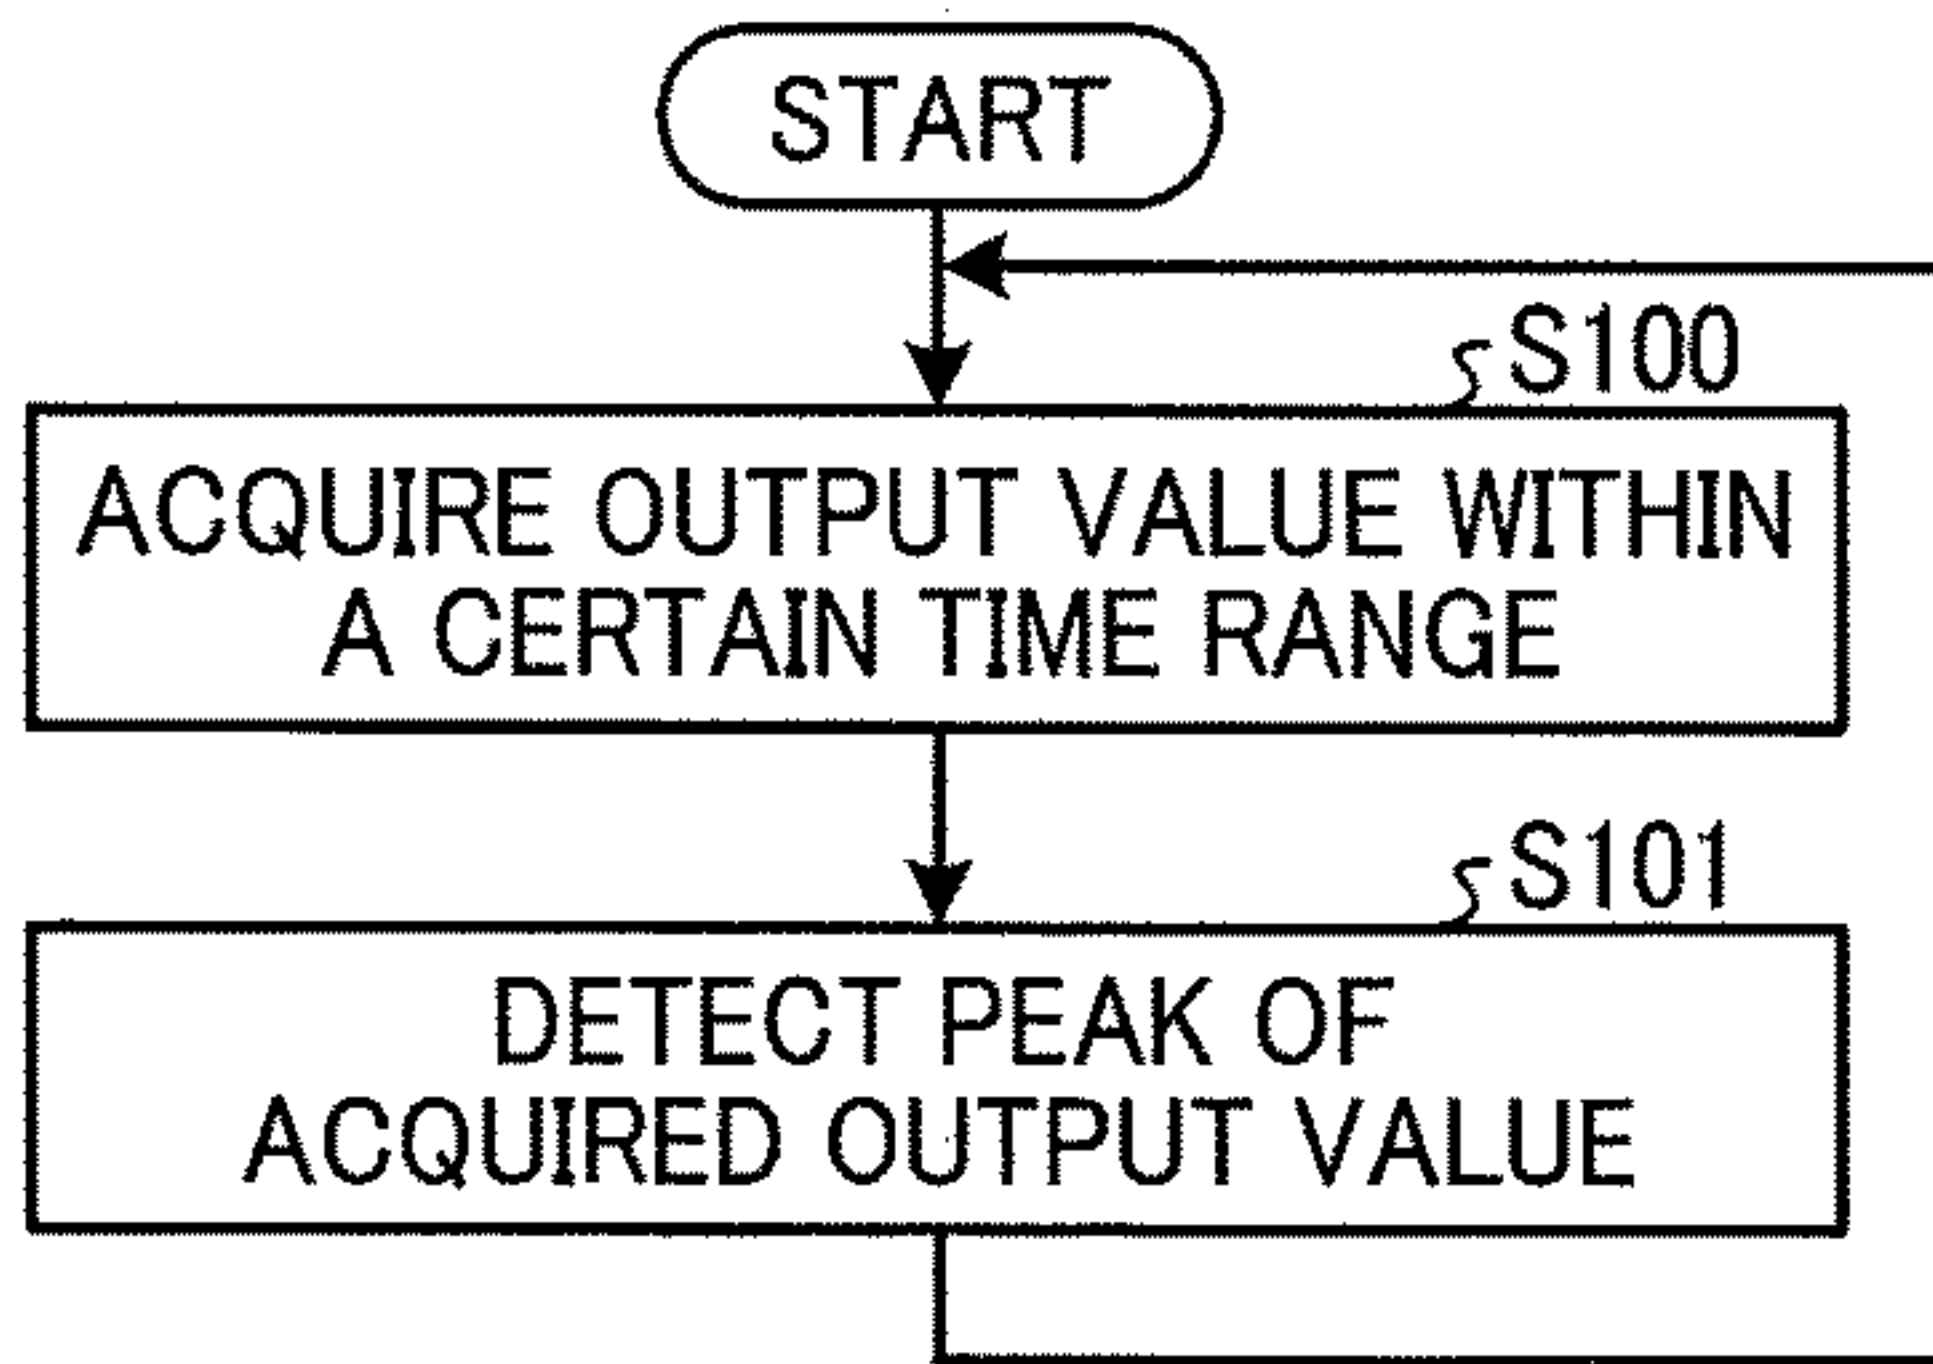 START
S100
ACQUIRE OUTPUT VALUE WITHIN
A CERTAIN TIME RANGE
S101
DETECT PEAK OF
ACQUIRED OUTPUT VALUE